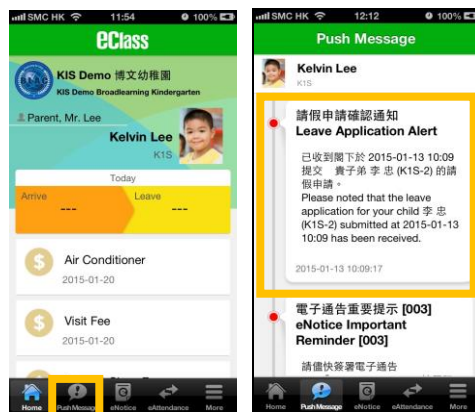 SMC HK 11:54 100%
eClass
KIS Demo 博文幼稚園
KIS Demo Broadlearning Kindergarten
Parent, Mr. Lee
Kelvin Lee
K1S
Today
Arrive Leave
--- ---
Air Conditioner
2015-01-20
Visit Fee
2015-01-20
Home Push Message eNotice eAttendance More
SMC HK 12:12 100%
Push Message
Kelvin Lee
K1S
請假申請確認通知
Leave Application Alert
已收到閣下於 2015-01-13 10:09
提交 貴子弟 李 忠 (K1S-2) 的請
假申請。
Please noted that the leave
application for your child 李 忠
(K1S-2) submitted at 2015-01-13
10:09 has been received.
2015-01-13 10:09:17
電子通告重要提示 [003]
eNotice Important
Reminder [003]
請儘快簽署電子通告
Home Push Message eNotice eAttendance More